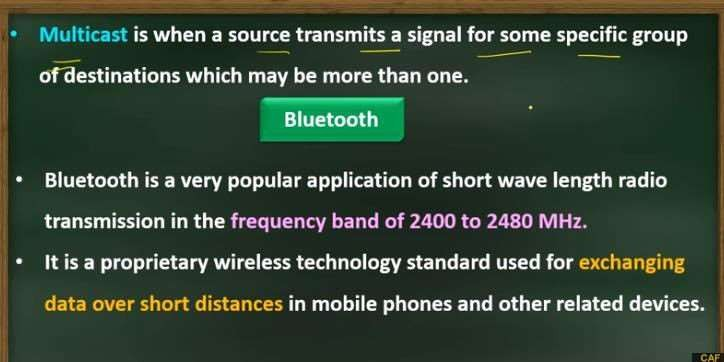 • Multicast is when a source transmits a signal for some specific group
of destinations which may be more than one.
Bluetooth
• Bluetooth is a very popular application of short wave length radio
transmission in the frequency band of 2400 to 2480 MHz.
• It is a proprietary wireless technology standard used for exchanging
data over short distances in mobile phones and other related devices.
CAF